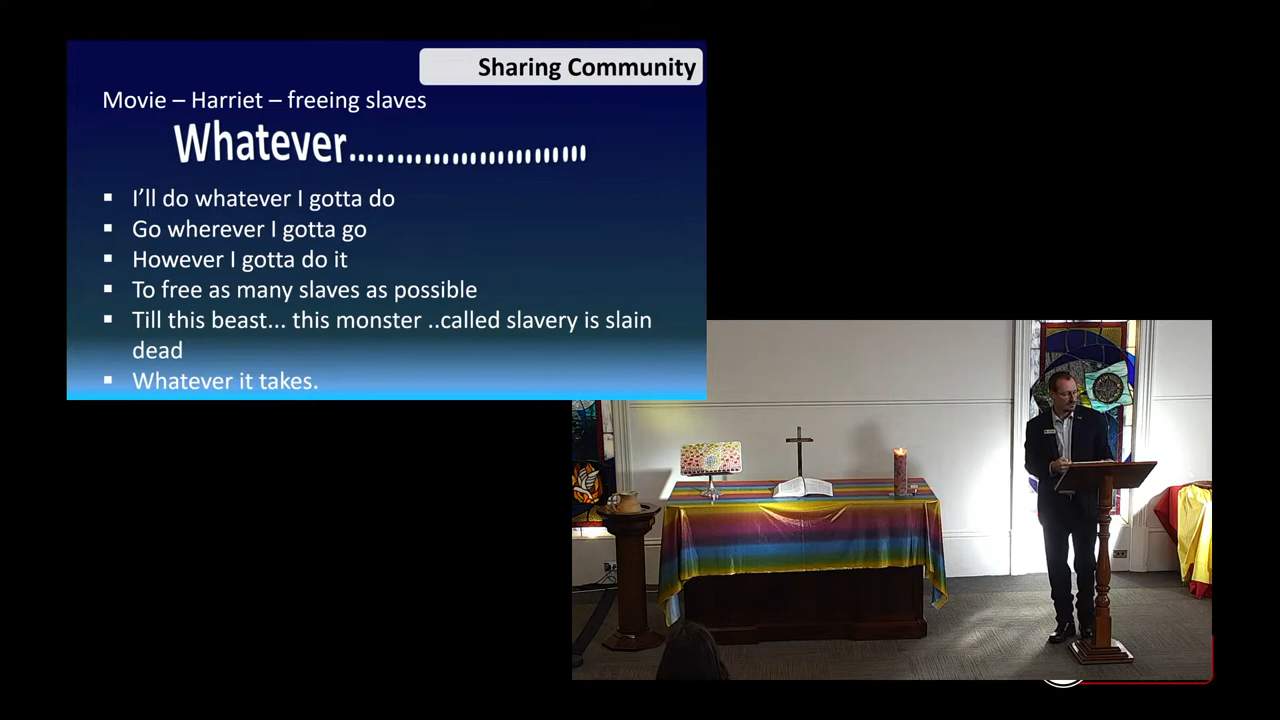 Sharing Community
Movie – Harriet – freeing slaves
Whatever........................
▪ I’ll do whatever I gotta do
▪ Go wherever I gotta go
▪ However I gotta do it
▪ To free as many slaves as possible
▪ Till this beast... this monster ..called slavery is slain
dead
▪ Whatever it takes.